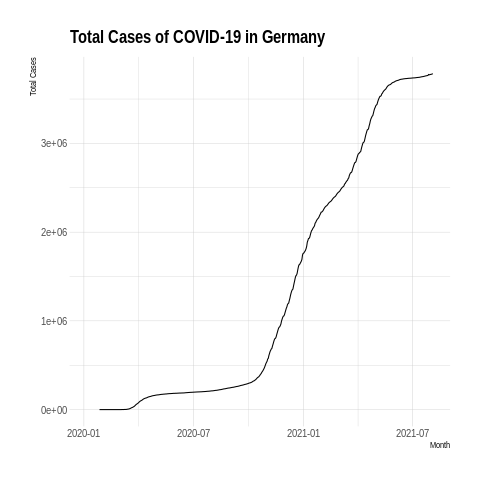 Total Cases of COVID-19 in Germany
Total Cases
3e+06
2e+06
1e+06
0e+00
2020-01 2020-07 2021-01 2021-07
Month